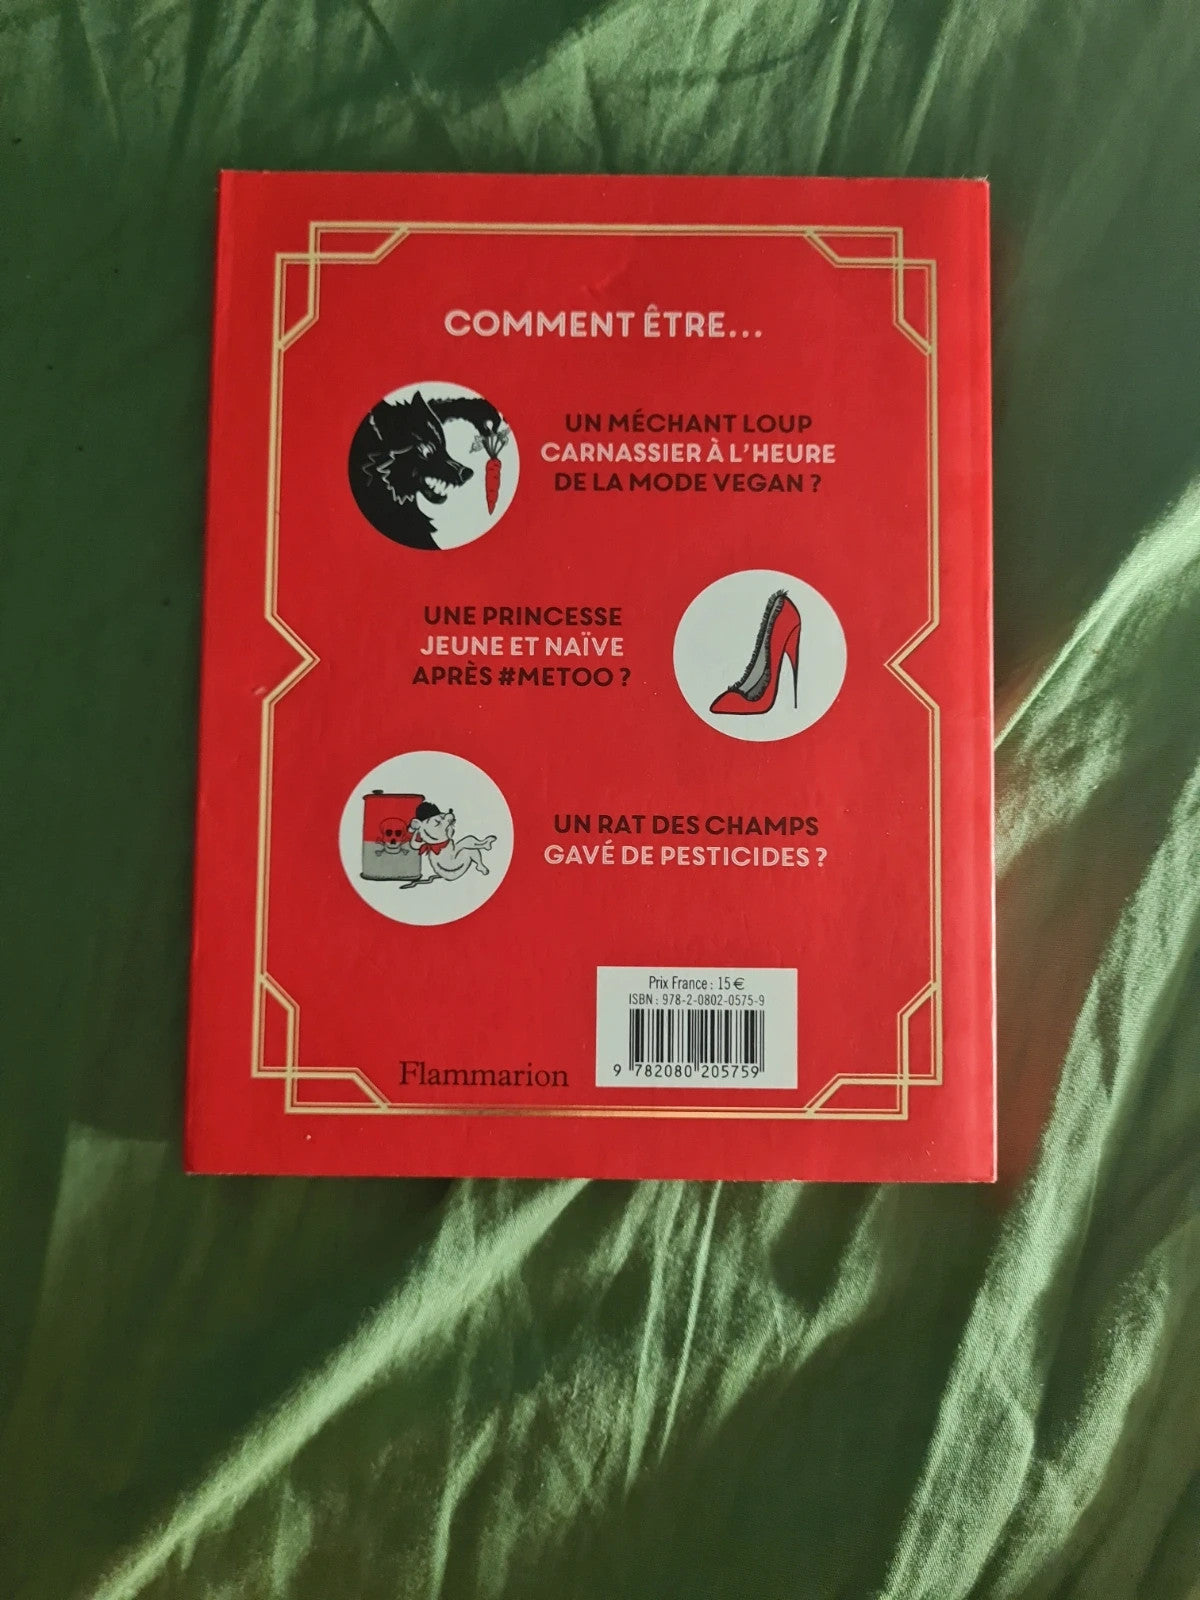 COMMENT ÊTRE...
UN MÉCHANT LOUP
CARNASSIER À L'HEURE
DE LA MODE VEGAN ?
UNE PRINCESSE
JEUNE ET NAÏVE
APRÈS #METOO ?
UN RAT DES CHAMPS
GAVÉ DE PESTICIDES ?
Prix France : 15 €
ISBN : 978-2-0802-0575-9
9 782080 205759
Flammarion